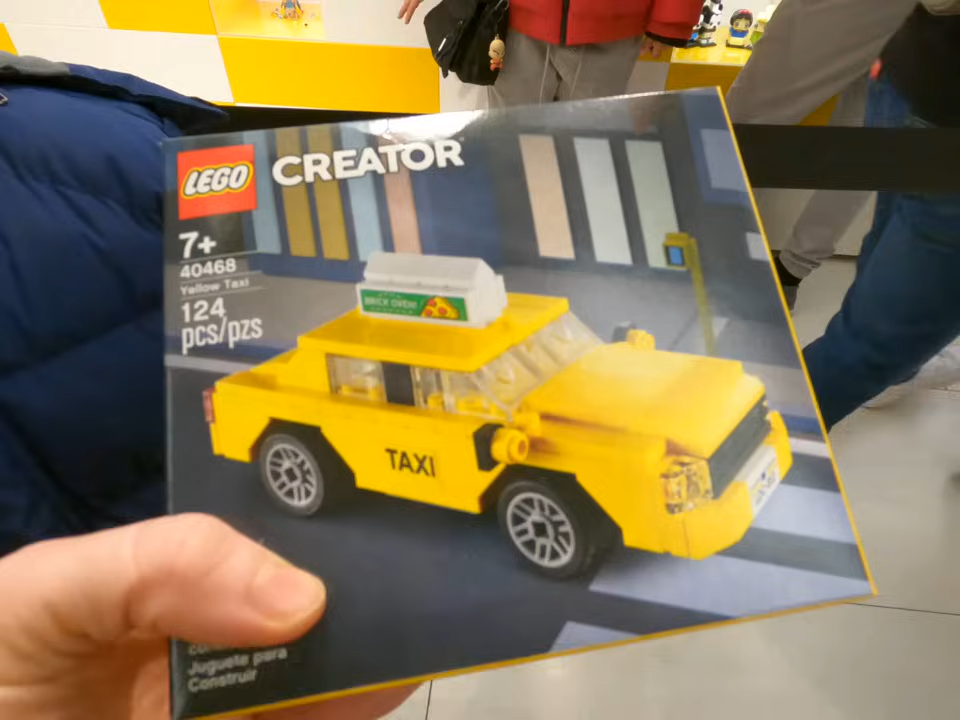 LEGO
CREATOR
7+
40468
Yellow Taxi
124
pcs/pzs
BRICK OVEN!
TAXI
Juguete para
Construir